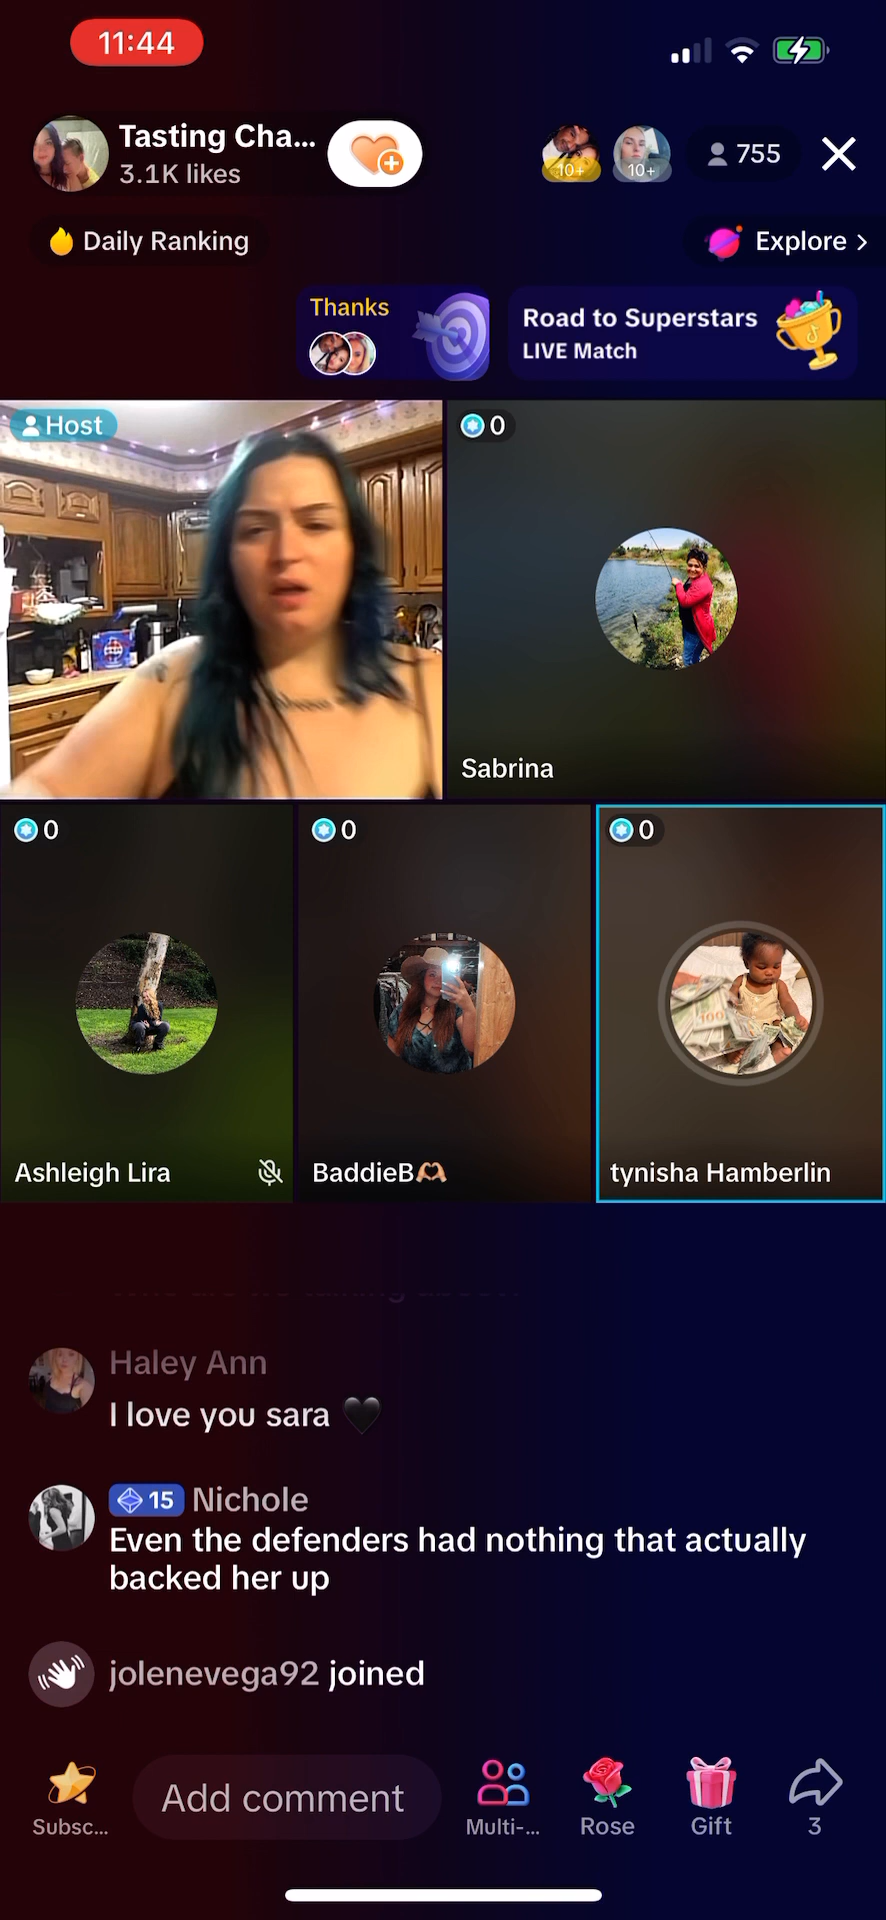 11:44
Tasting Cha...
3.1K likes
10+
10+
755
Daily Ranking
Explore >
Thanks
Road to Superstars
LIVE Match
Host
0
Sabrina
0
0
0
Ashleigh Lira
BaddieB🫶🏼
tynisha Hamberlin
Haley Ann
I love you sara 🖤
15 Nichole
Even the defenders had nothing that actually
backed her up
jolenevega92 joined
Add comment
Subsc...
Multi-...
Rose
Gift
3